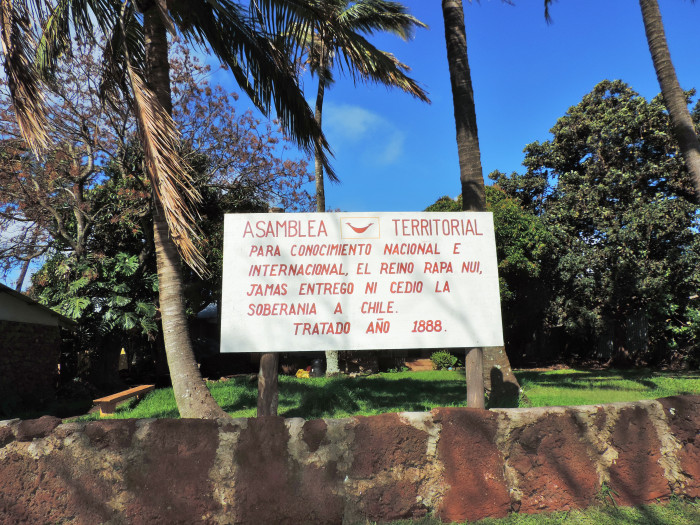 ASAMBLEA TERRITORIAL
PARA CONOCIMIENTO NACIONAL E
INTERNACIONAL, EL REINO RAPA NUI,
JAMAS ENTREGO NI CEDIO LA
SOBERANIA A CHILE.
TRATADO AÑO 1888.